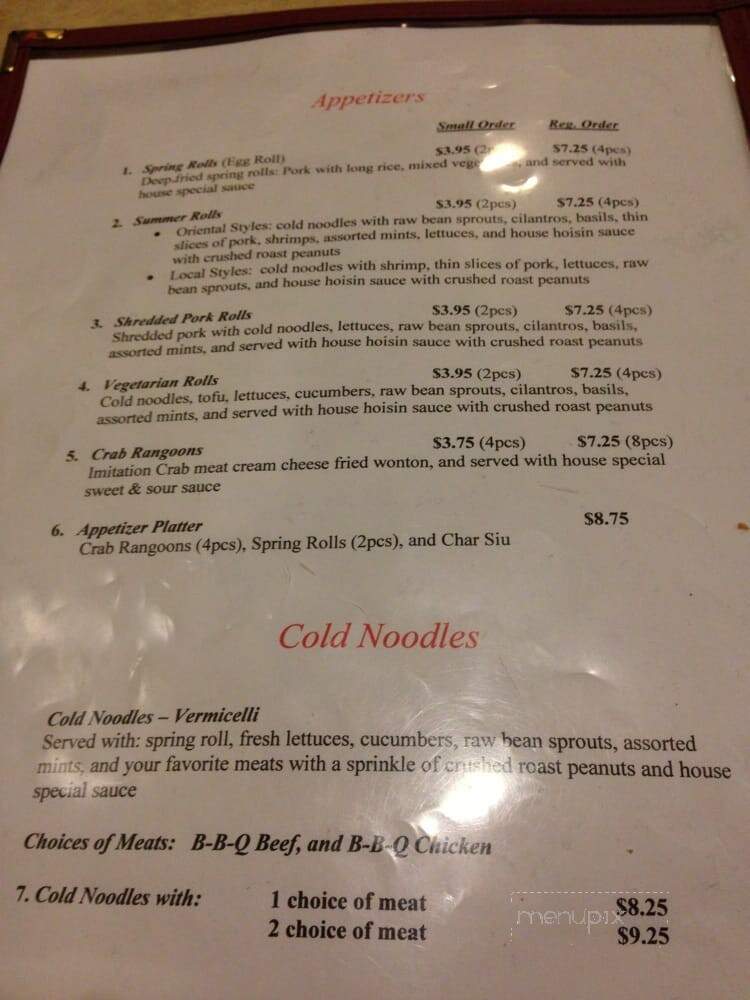 Appetizers
Small Order Reg. Order
1. Spring Rolls (Egg Roll) $3.95 $7.25 (4pcs)
Deep-fried spring rolls: Pork with long rice, mixed and served with
house special sauce
2. Summer Rolls $3.95 (2pcs) $7.25 (4pcs)
• Oriental Styles: cold noodles with raw bean sprouts, cilantros, basils, thin
slices of pork, shrimps, assorted mints, lettuces, and house hoisin sauce
with crushed roast peanuts
• Local Styles: cold noodles with shrimp, thin slices of pork, lettuces, raw
bean sprouts, and house hoisin sauce with crushed roast peanuts
3. Shredded Pork Rolls $3.95 (2pcs) $7.25 (4pcs)
Shredded pork with cold noodles, lettuces, raw bean sprouts, cilantros, basils,
assorted mints, and served with house hoisin sauce with crushed roast peanuts
4. Vegetarian Rolls $3.95 (2pcs) $7.25 (4pcs)
Cold noodles, tofu, lettuces, cucumbers, raw bean sprouts, cilantros, basils,
assorted mints, and served with house hoisin sauce with crushed roast peanuts
5. Crab Rangoons $3.75 (4pcs) $7.25 (8pcs)
Imitation Crab meat cream cheese fried wonton, and served with house special
sweet & sour sauce
6. Appetizer Platter $8.75
Crab Rangoons (4pcs), Spring Rolls (2pcs), and Char Siu
Cold Noodles
Cold Noodles – Vermicelli
Served with: spring roll, fresh lettuces, cucumbers, raw bean sprouts, assorted
mints, and your favorite meats with a sprinkle of crushed roast peanuts and house
special sauce
Choices of Meats: B-B-Q Beef, and B-B-Q Chicken
7. Cold Noodles with: 1 choice of meat $8.25
2 choice of meat $9.25
menupix